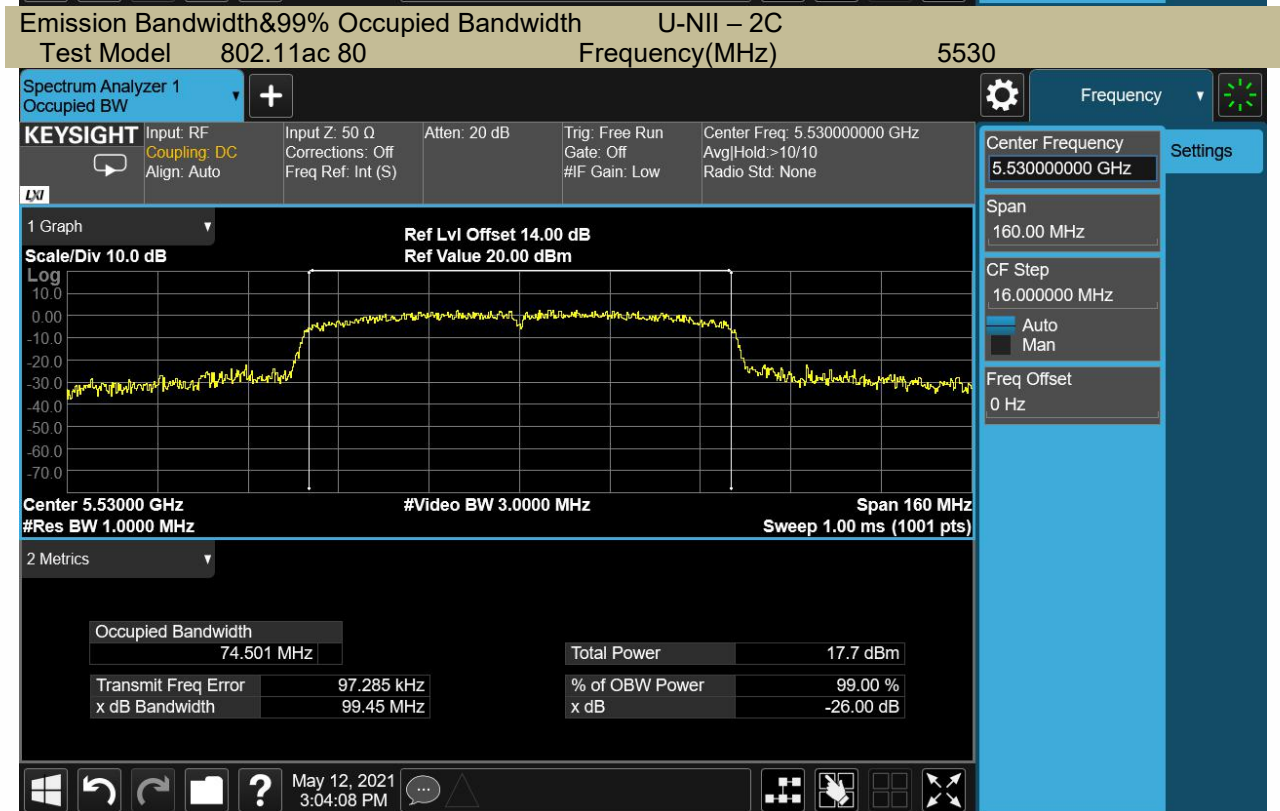 Emission Bandwidth&99% Occupied Bandwidth U-NII – 2C
Test Model 802.11ac 80 Frequency(MHz) 5530
Spectrum Analyzer 1
Occupied BW
+
Frequency
KEYSIGHT
LXI
Input: RF
Coupling: DC
Align: Auto
Input Z: 50 Ω
Corrections: Off
Freq Ref: Int (S)
Atten: 20 dB
Trig: Free Run
Gate: Off
#IF Gain: Low
Center Freq: 5.530000000 GHz
Avg|Hold:>10/10
Radio Std: None
Center Frequency
5.530000000 GHz
Settings
Span
160.00 MHz
CF Step
16.000000 MHz
Auto
Man
Freq Offset
0 Hz
1 Graph
Ref Lvl Offset 14.00 dB
Scale/Div 10.0 dB Ref Value 20.00 dBm
Log
10.0
0.00
-10.0
-20.0
-30.0
-40.0
-50.0
-60.0
-70.0
Center 5.53000 GHz #Video BW 3.0000 MHz Span 160 MHz
#Res BW 1.0000 MHz Sweep 1.00 ms (1001 pts)
2 Metrics
Occupied Bandwidth
74.501 MHz
Total Power 17.7 dBm
Transmit Freq Error 97.285 kHz
% of OBW Power 99.00 %
x dB Bandwidth 99.45 MHz
x dB -26.00 dB
?
May 12, 2021
3:04:08 PM